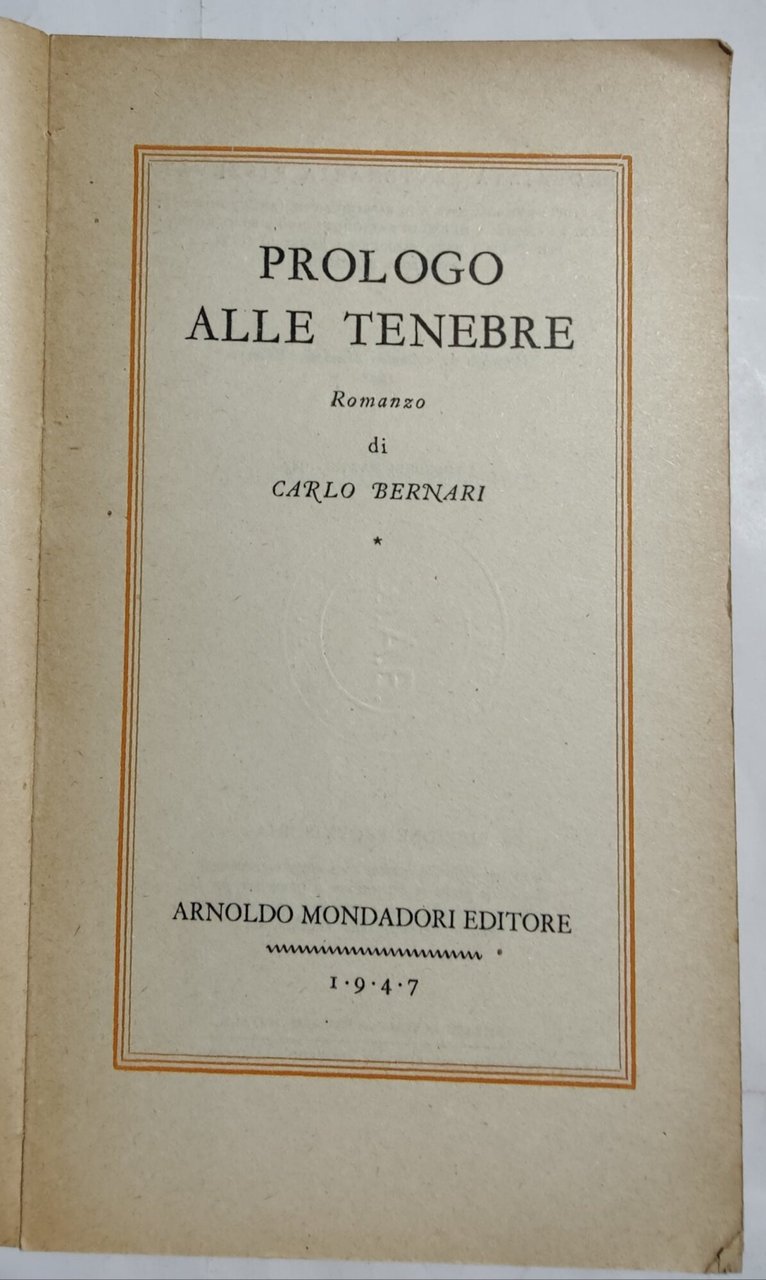 PROLOGO
ALLE TENEBRE
Romanzo
di
CARLO BERNARI
*
ARNOLDO MONDADORI EDITORE
1·9·4·7